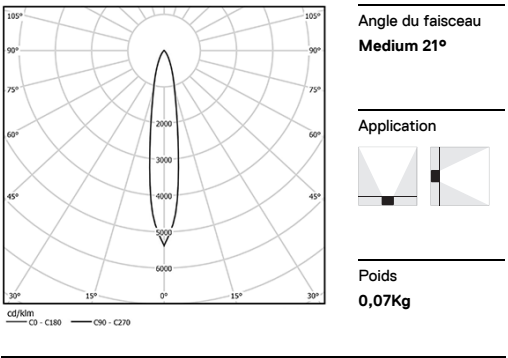 105° 105°
90° 90°
75° 75°
60° 60°
45° 45°
2000
3000
4000
5000
6000
30° 15° 0° 15° 30°
cd/klm
C0 - C180 C90 - C270
Angle du faisceau
Medium 21°
Application
Poids
0,07Kg